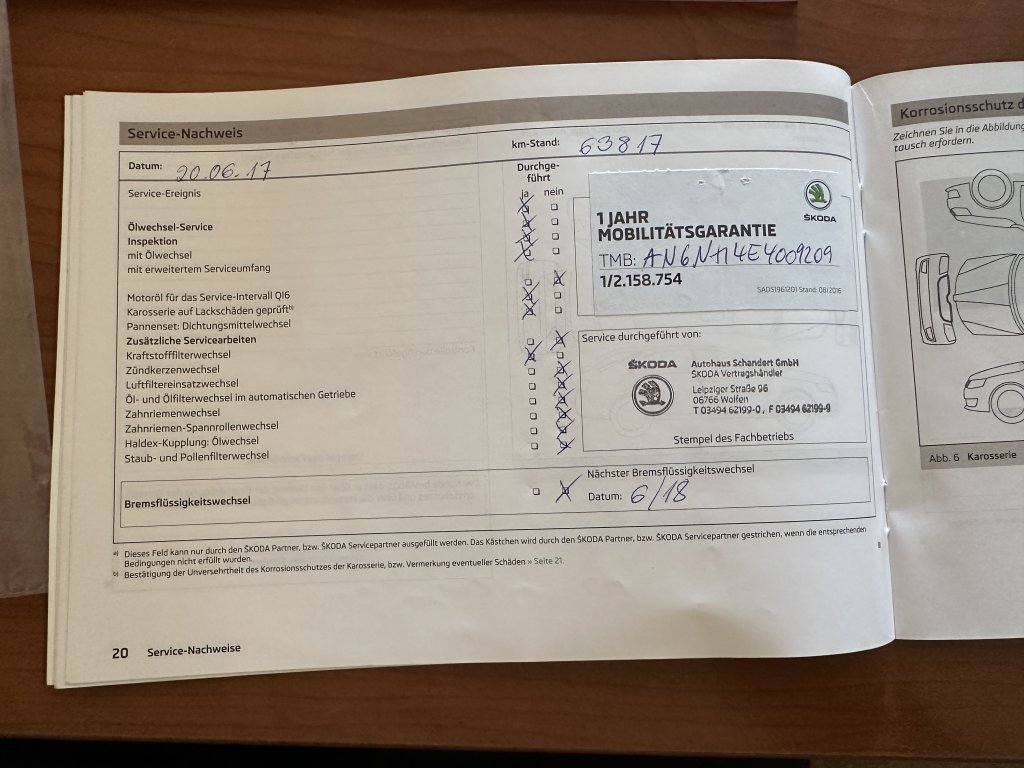 Service-Nachweis
Datum: 20.06.17
km-Stand: 63817
Service-Ereignis
Durchge-
führt
ja nein
Ölwechsel-Service
Inspektion
mit Ölwechsel
mit erweitertem Serviceumfang
Motoröl für das Service-Intervall QI6
Karosserie auf Lackschäden geprüft b)
Pannenset: Dichtungsmittelwechsel
Zusätzliche Servicearbeiten
Kraftstofffilterwechsel
Zündkerzenwechsel
Luftfiltereinsatzwechsel
Öl- und Ölfilterwechsel im automatischen Getriebe
Zahnriemenwechsel
Zahnriemen-Spannrollenwechsel
Haldex-Kupplung: Ölwechsel
Staub- und Pollenfilterwechsel
ŠKODA
1 JAHR
MOBILITÄTSGARANTIE
TMB: AN6NH4E4009209
1/2.158.754
SAD51961201 Stand: 08/2016
Service durchgeführt von:
ŠKODA Autohaus Schandert GmbH
ŠKODA Vertragshändler
Leipziger Straße 96
06766 Wolfen
T 03494 62199-0, F 03494 62199-9
Stempel des Fachbetriebs
Bremsflüssigkeitswechsel
Nächster Bremsflüssigkeitswechsel
Datum: 6/18
a) Dieses Feld kann nur durch den ŠKODA Partner, bzw. ŠKODA Servicepartner ausgefüllt werden. Das Kästchen wird durch den ŠKODA Partner, bzw. ŠKODA Servicepartner gestrichen, wenn die entsprechenden
Bedingungen nicht erfüllt wurden.
b) Bestätigung der Unversehrtheit des Korrosionsschutzes der Karosserie, bzw. Vermerkung eventueller Schäden » Seite 21.
20 Service-Nachweise
Korrosionsschutz d
Zeichnen Sie in die Abbildung
tausch erfordern.
Abb. 6 Karosserie